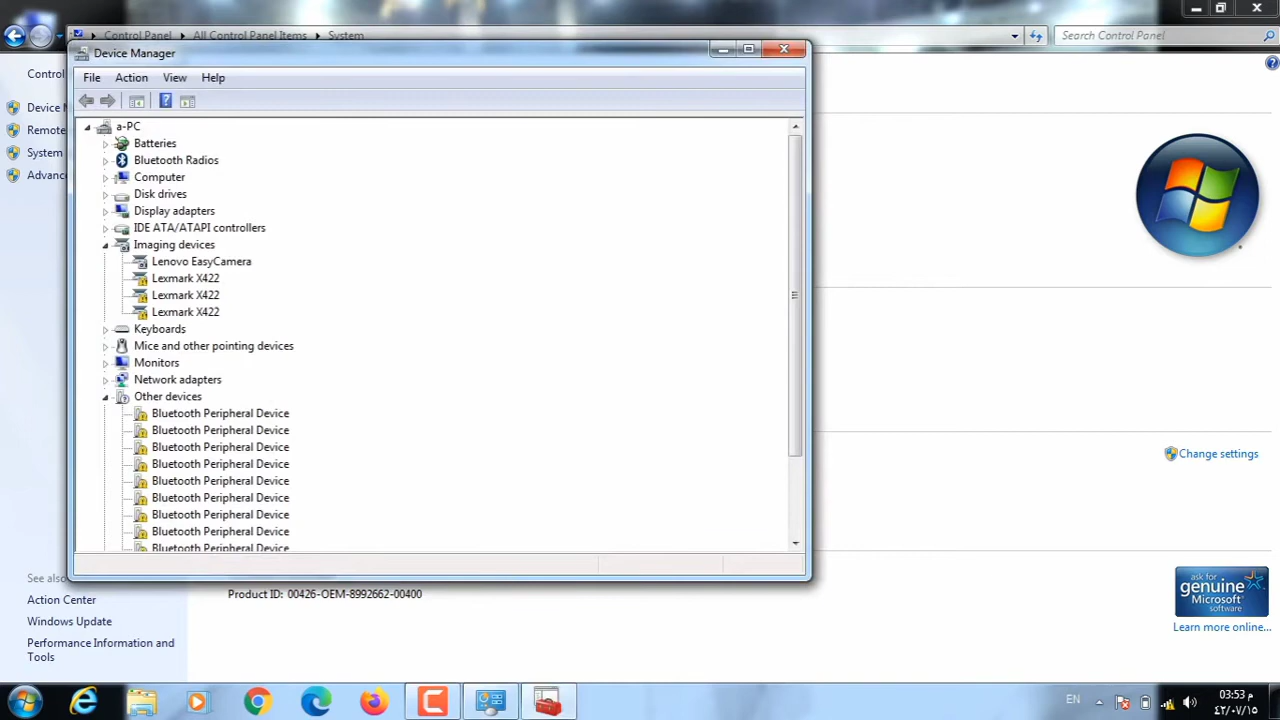 Control Panel ▸ All Control Panel Items ▸ System
Search Control Panel
Device Manager
File Action View Help
Control
Device M
Remote
System
Advanc
a-PC
Batteries
Bluetooth Radios
Computer
Disk drives
Display adapters
IDE ATA/ATAPI controllers
Imaging devices
Lenovo EasyCamera
Lexmark X422
Lexmark X422
Lexmark X422
Keyboards
Mice and other pointing devices
Monitors
Network adapters
Other devices
Bluetooth Peripheral Device
Bluetooth Peripheral Device
Bluetooth Peripheral Device
Bluetooth Peripheral Device
Bluetooth Peripheral Device
Bluetooth Peripheral Device
Bluetooth Peripheral Device
Bluetooth Peripheral Device
Bluetooth Peripheral Device
Change settings
See also
Action Center
Windows Update
Performance Information and
Tools
Product ID: 00426-OEM-8992662-00400
ask for
genuine
Microsoft
software
Learn more online...
EN
03:53 م
٤٢/٠٧/١٥